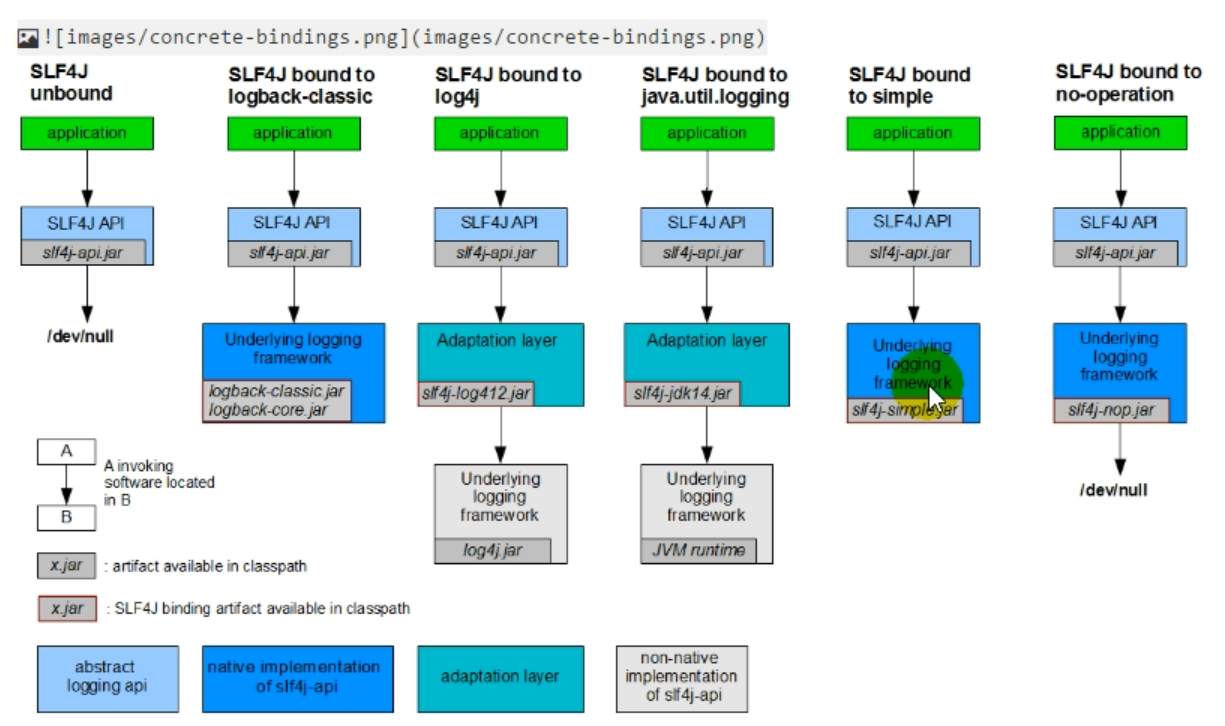 ![images/concrete-bindings.png](images/concrete-bindings.png)
SLF4J
unbound
application
SLF4J API
slf4j-api.jar
/dev/null
SLF4J bound to
logback-classic
application
SLF4J API
slf4j-api.jar
Underlying logging
framework
logback-classic.jar
logback-core.jar
SLF4J bound to
log4j
application
SLF4J API
slf4j-api.jar
Adaptation layer
slf4j-log412.jar
Underlying
logging
framework
log4j.jar
SLF4J bound to
java.util.logging
application
SLF4J API
slf4j-api.jar
Adaptation layer
slf4j-jdk14.jar
Underlying
logging
framework
JVM runtime
SLF4J bound
to simple
application
SLF4J API
slf4j-api.jar
Underlying
logging
framework
slf4j-simple.jar
SLF4J bound to
no-operation
application
SLF4J API
slf4j-api.jar
Underlying
logging
framework
slf4j-nop.jar
/dev/null
A
B
A invoking
software located
in B
x.jar : artifact available in classpath
x.jar : SLF4J binding artifact available in classpath
abstract
logging api
native implementation
of slf4j-api
adaptation layer
non-native
implementation
of slf4j-api